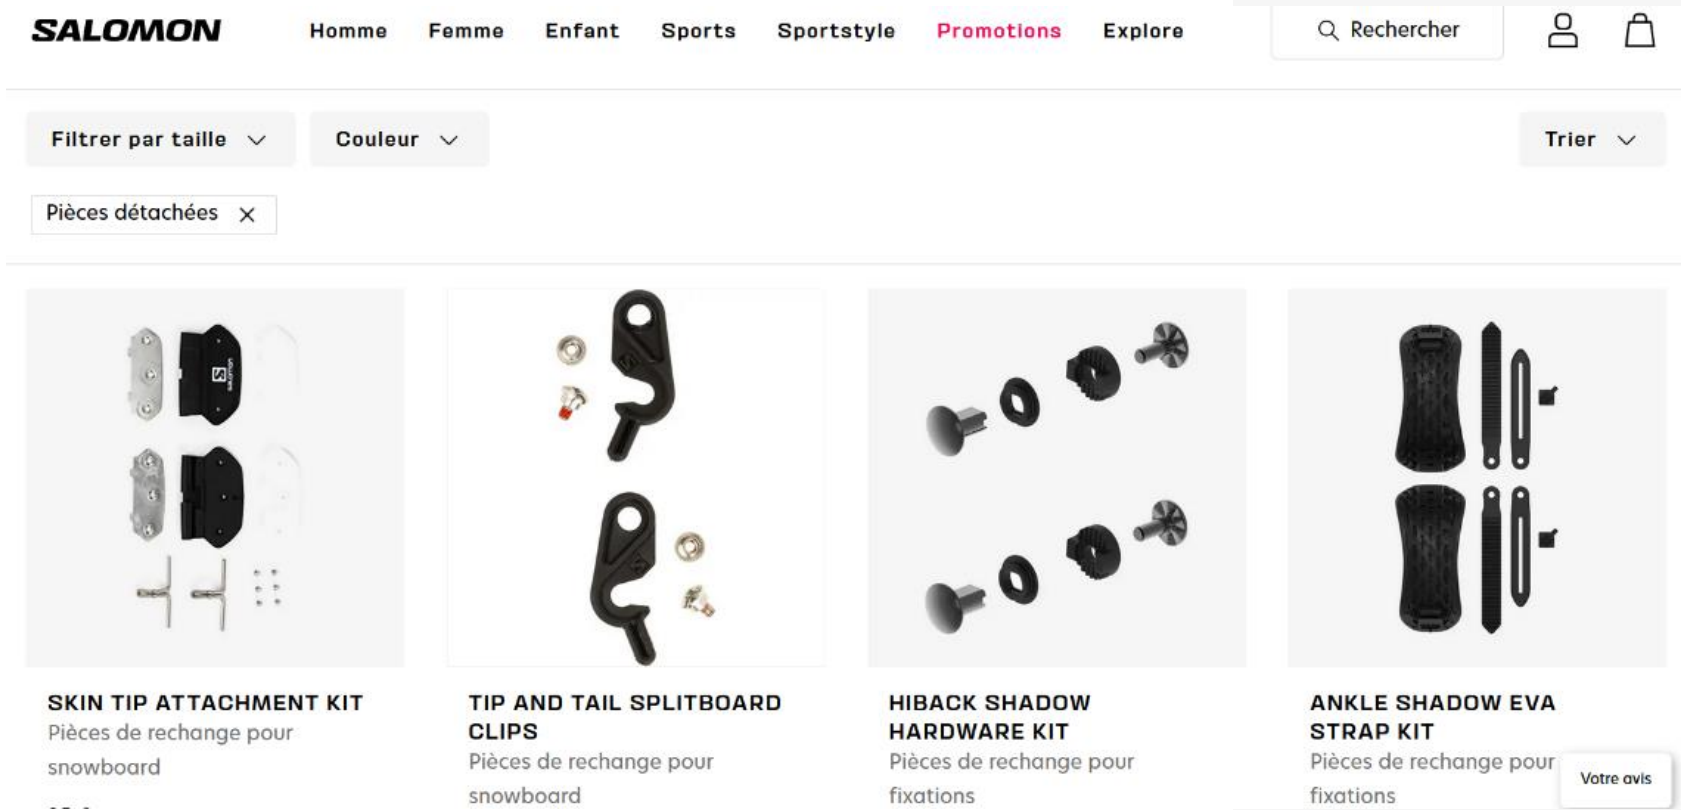 SALOMON Homme Femme Enfant Sports Sportstyle Promotions Explore Rechercher
Filtrer par taille Couleur Trier
Pièces détachées
SALOMON
SKIN TIP ATTACHMENT KIT
Pièces de rechange pour
snowboard
TIP AND TAIL SPLITBOARD
CLIPS
Pièces de rechange pour
snowboard
HIBACK SHADOW
HARDWARE KIT
Pièces de rechange pour
fixations
ANKLE SHADOW EVA
STRAP KIT
Pièces de rechange pour
fixations
Votre avis